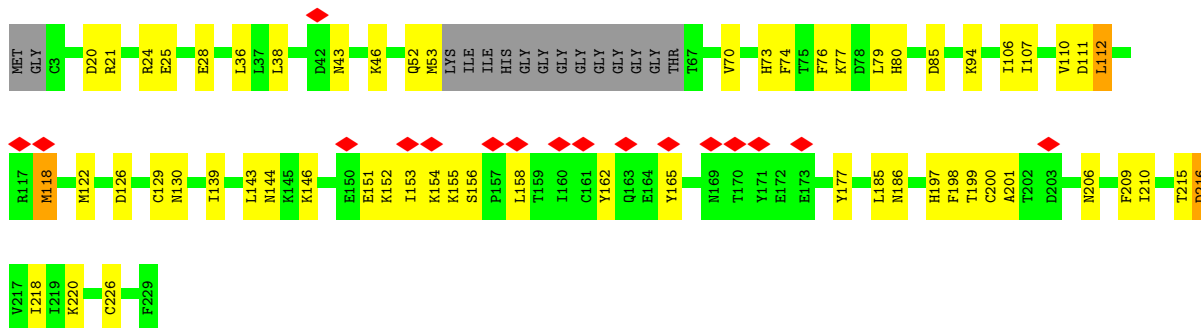 MET GLY C3 D20 R21 R24 E25 E28 L36 L37 L38 D42 N43 K46 Q52 M53 LYS ILE ILE HIS GLY GLY GLY GLY GLY GLY GLY THR T67 V70 H73 F74 T75 F76 K77 D78 L79 H80 D85 K94 I106 I107 V110 D111 L112
R117 M118 M122 D126 C129 N130 I139 L143 N144 K145 K146 E150 E151 K152 I153 K154 K155 S156 P157 L158 T159 I160 C161 Y162 Q163 E164 Y165 N169 T170 Y171 E172 E173 Y177 L185 N186 H197 F198 T199 C200 A201 T202 D203 N206 F209 I210 T215
V217 I218 I219 K220 C226 F229